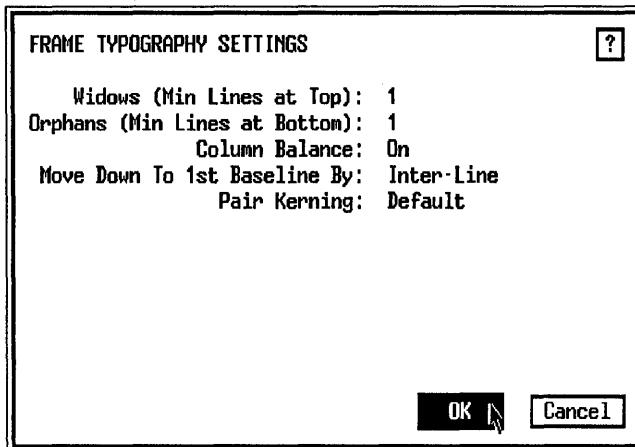 FRAME TYPOGRAPHY SETTINGS ?
Widows (Min Lines at Top): 1
Orphans (Min Lines at Bottom): 1
Column Balance: On
Move Down To 1st Baseline By: Inter-Line
Pair Kerning: Default
OK Cancel